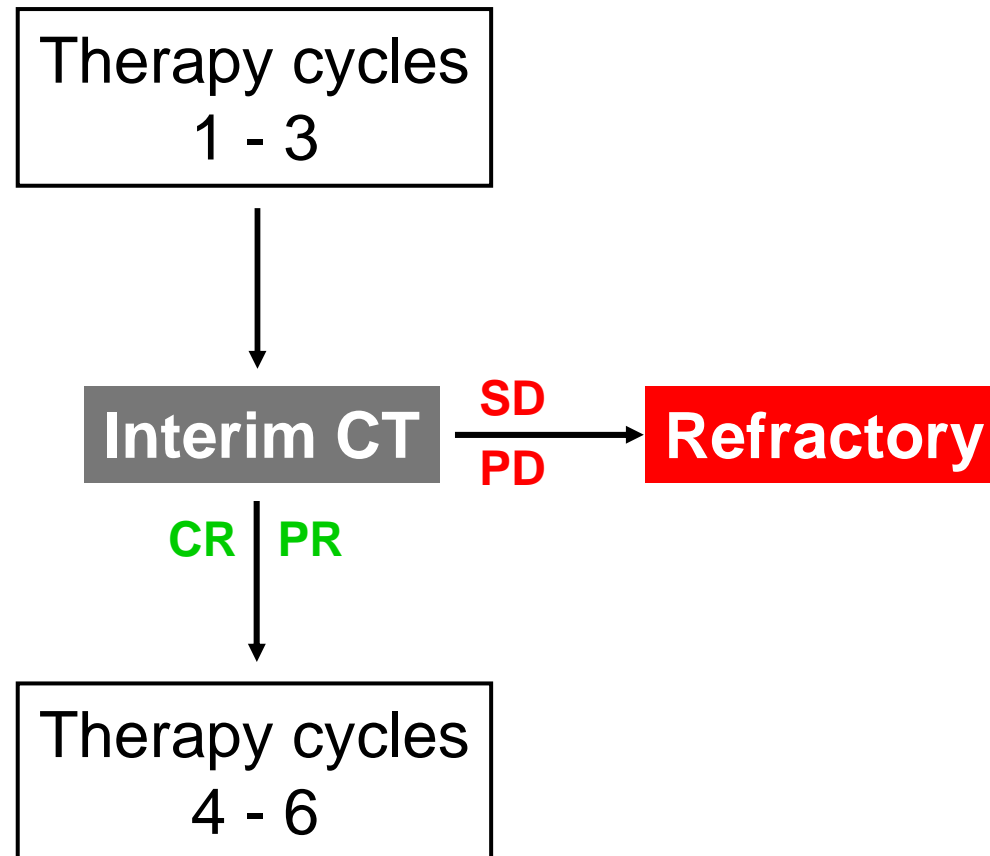 Therapy cycles
1 - 3
Interim CT
SD
PD
Refractory
CR
PR
Therapy cycles
4 - 6